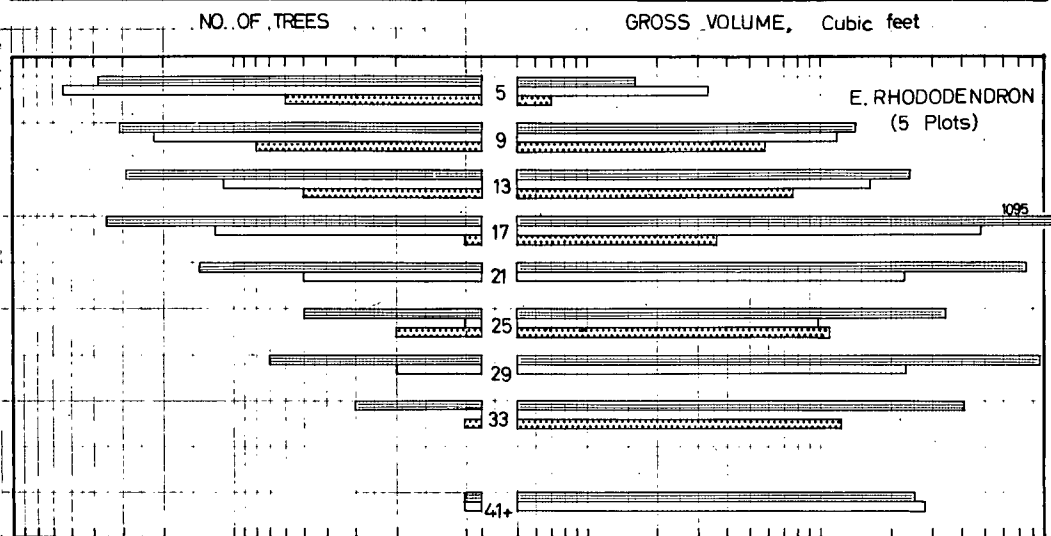 NO. OF TREES
GROSS VOLUME, Cubic feet
5
E. RHODODENDRON
(5 Plots)
9
13
1095
17
21
25
29
33
41+